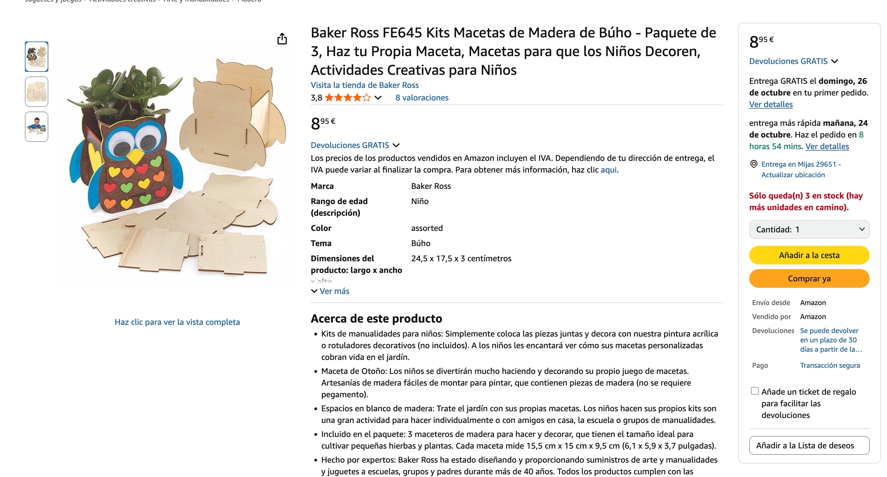 Juguetes y juegos › Actividades creativas › Arte y manualidades › Madera
Baker Ross FE645 Kits Macetas de Madera de Búho - Paquete de
3, Haz tu Propia Maceta, Macetas para que los Niños Decoren,
Actividades Creativas para Niños
Visita la tienda de Baker Ross
3,8
8 valoraciones
895 €
Devoluciones GRATIS
Los precios de los productos vendidos en Amazon incluyen el IVA. Dependiendo de tu dirección de entrega, el
IVA puede variar al finalizar la compra. Para obtener más información, haz clic aquí.
Marca Baker Ross
Rango de edad Niño
(descripción)
Color assorted
Tema Búho
Dimensiones del 24,5 x 17,5 x 3 centímetros
producto: largo x ancho
x alto
Ver más
Haz clic para ver la vista completa
Acerca de este producto
• Kits de manualidades para niños: Simplemente coloca las piezas juntas y decora con nuestra pintura acrílica
o rotuladores decorativos (no incluidos). A los niños les encantará ver cómo sus macetas personalizadas
cobran vida en el jardín.
• Maceta de Otoño: Los niños se divertirán mucho haciendo y decorando su propio juego de macetas.
Artesanías de madera fáciles de montar para pintar, que contienen piezas de madera (no se requiere
pegamento).
• Espacios en blanco de madera: Trate el jardín con sus propias macetas. Los niños hacen sus propios kits son
una gran actividad para hacer individualmente o con amigos en casa, la escuela o grupos de manualidades.
• Incluido en el paquete: 3 maceteros de madera para hacer y decorar, que tienen el tamaño ideal para
cultivar pequeñas hierbas y plantas. Cada maceta mide 15,5 cm x 15 cm x 9,5 cm (6,1 x 5,9 x 3,7 pulgadas).
• Hecho por expertos: Baker Ross ha estado diseñando y proporcionando suministros de arte y manualidades
y juguetes a escuelas, grupos y padres durante más de 40 años. Todos los productos cumplen con las
895 €
Devoluciones GRATIS
Entrega GRATIS el domingo, 26
de octubre en tu primer pedido.
Ver detalles
entrega más rápida mañana, 24
de octubre. Haz el pedido en 8
horas 54 mins. Ver detalles
Entrega en Mijas 29651 -
Actualizar ubicación
Sólo queda(n) 3 en stock (hay
más unidades en camino).
Cantidad: 1
Añadir a la cesta
Comprar ya
Envío desde Amazon
Vendido por Amazon
Devoluciones Se puede devolver
en un plazo de 30
días a partir de la...
Pago Transacción segura
Añade un ticket de regalo
para facilitar las
devoluciones
Añadir a la Lista de deseos